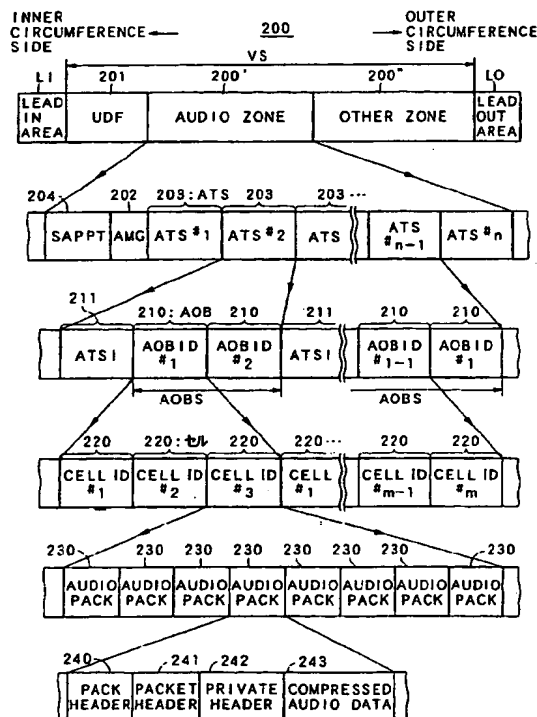 INNER CIRCUMFERENCE SIDE
200
OUTER CIRCUMFERENCE SIDE
VS
LI 201 200' 200" LO
LEAD IN AREA UDF AUDIO ZONE OTHER ZONE LEAD OUT AREA
204 202 203:ATS 203 203...
SAPPT AMG ATS #1 ATS #2 ATS ATS #n-1 ATS #n
211 210:AOB 210 211 210 210
ATSI AOBID #1 AOBID #2 ATSI AOBID #1-1 AOBID #1
AOBS AOBS
220 220:セル 220 220... 220 220
CELL ID #1 CELL ID #2 CELL ID #3 CELL #1 CELL ID #m-1 CELL ID #m
230 230 230 230 230 230 230 230
AUDIO PACK AUDIO PACK AUDIO PACK AUDIO PACK AUDIO PACK AUDIO PACK AUDIO PACK AUDIO PACK
240 241 242 243
PACK HEADER PACKET HEADER PRIVATE HEADER COMPRESSED AUDIO DATA